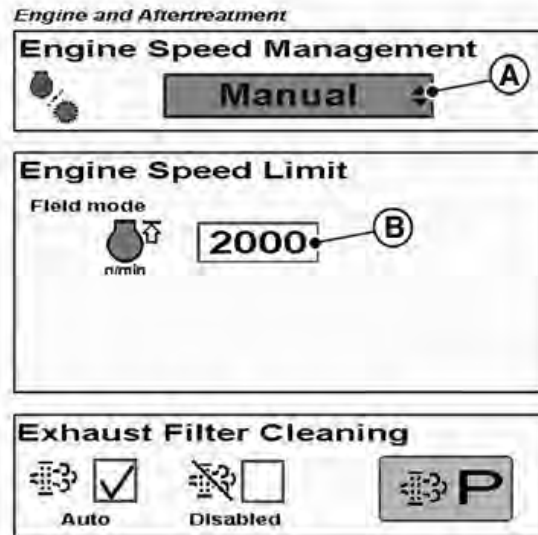 Engine and Aftertreatment
Engine Speed Management
Manual
A
Engine Speed Limit
Field mode
n/min
2000
B
Exhaust Filter Cleaning
P
Auto
Disabled